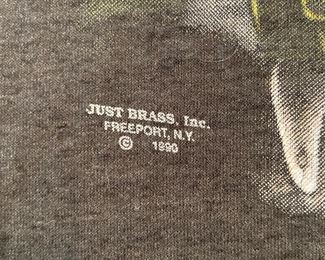 JUST BRASS, Inc.
FREEPORT, N.Y.
© 1990